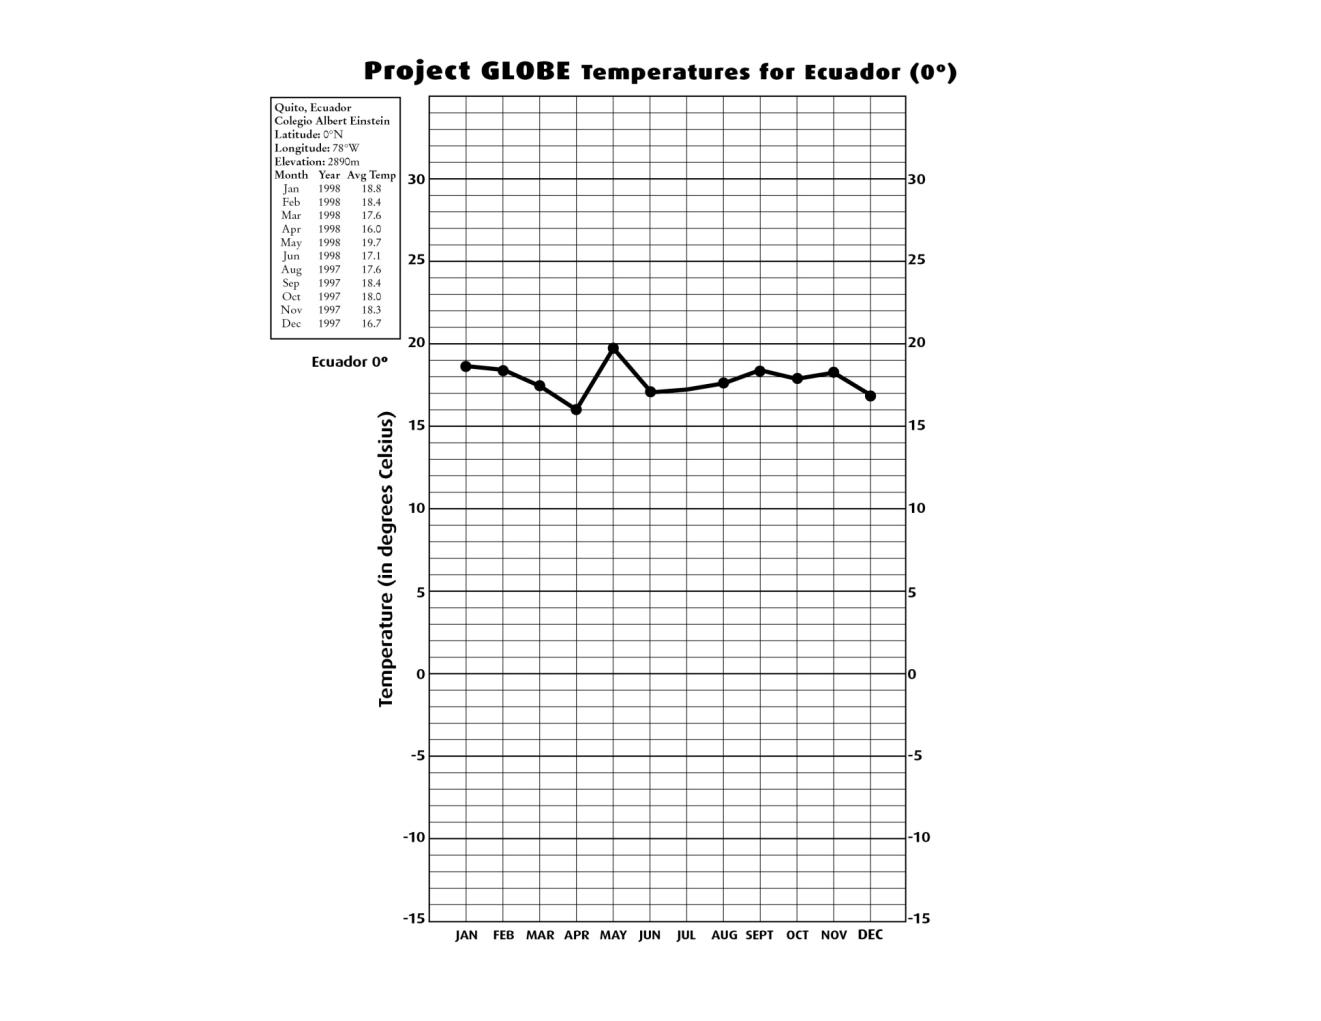 Project GLOBE Temperatures for Ecuador (0º)
Quito, Ecuador
Colegio Albert Einstein
Latitude: 0°N
Longitude: 78°W
Elevation: 2890m
Month Year Avg Temp
Jan 1998 18.8
Feb 1998 18.4
Mar 1998 17.6
Apr 1998 16.0
May 1998 19.7
Jun 1998 17.1
Aug 1997 17.6
Sep 1997 18.4
Oct 1997 18.0
Nov 1997 18.3
Dec 1997 16.7
Ecuador 0º
Temperature (in degrees Celsius)
30 30
25 25
20 20
15 15
10 10
5 5
0 0
-5 -5
-10 -10
-15 -15
JAN FEB MAR APR MAY JUN JUL AUG SEPT OCT NOV DEC